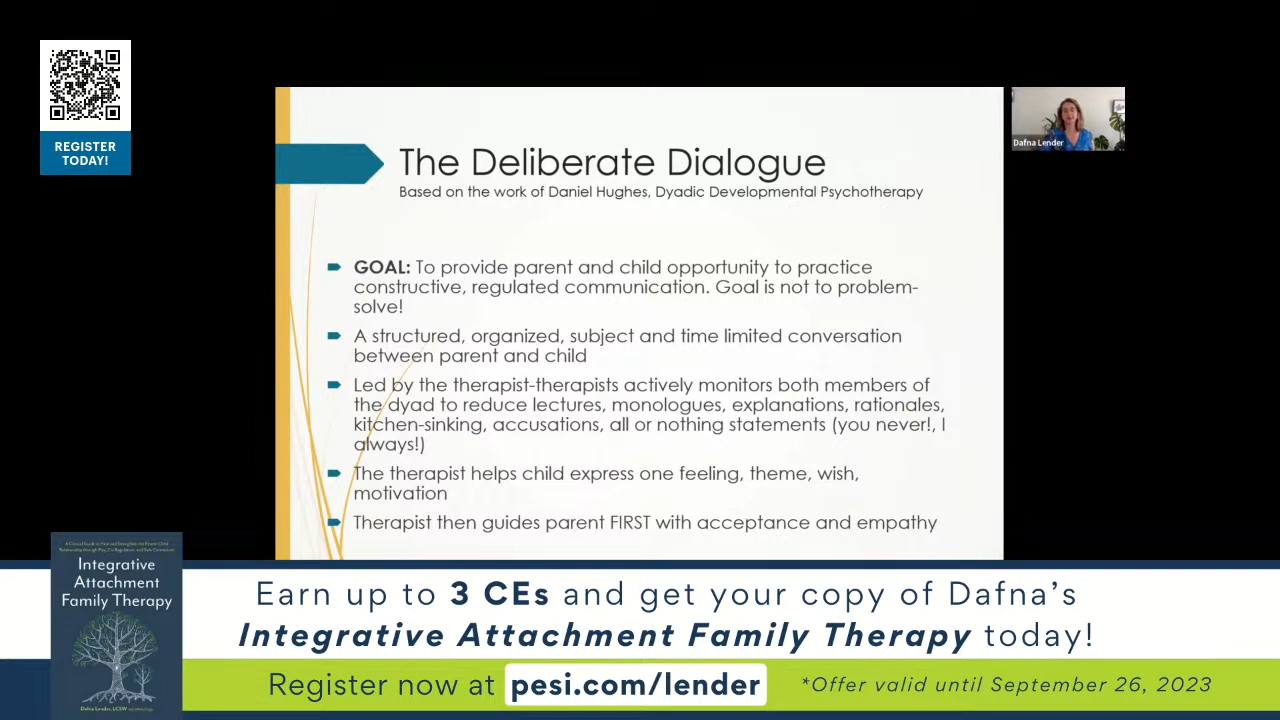 REGISTER
TODAY!
Dafna Lender
The Deliberate Dialogue
Based on the work of Daniel Hughes, Dyadic Developmental Psychotherapy
GOAL: To provide parent and child opportunity to practice
constructive, regulated communication. Goal is not to problem-
solve!
A structured, organized, subject and time limited conversation
between parent and child
Led by the therapist-therapists actively monitors both members of
the dyad to reduce lectures, monologues, explanations, rationales,
kitchen-sinking, accusations, all or nothing statements (you never!, I
always!)
The therapist helps child express one feeling, theme, wish,
motivation
Therapist then guides parent FIRST with acceptance and empathy
Integrative
Attachment
Family Therapy
Dafna Lender, LCSW
Earn up to 3 CEs and get your copy of Dafna's
Integrative Attachment Family Therapy today!
Register now at pesi.com/lender
*Offer valid until September 26, 2023